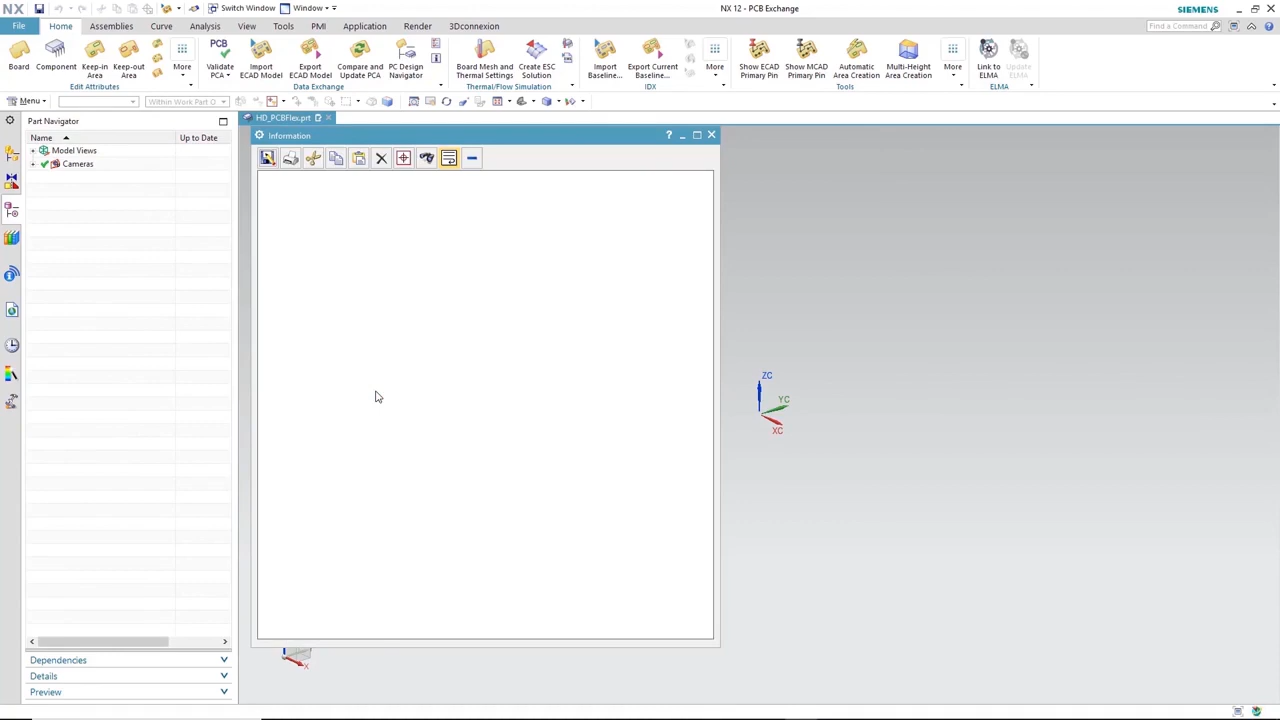 NX
Switch Window
Window
NX 12 - PCB Exchange
SIEMENS
File
Home
Assemblies
Curve
Analysis
View
Tools
PMI
Application
Render
3Dconnexion
Find a Command
Board
Component
Keep-in
Area
Keep-out
Area
More
PCB
Validate
PCA
Import
ECAD Model
Export
ECAD Model
Compare and
Update PCA
PC Design
Navigator
Board Mesh and
Thermal Settings
Create ESC
Solution
Import
Baseline...
Export Current
Baseline...
More
Show ECAD
Primary Pin
Show MCAD
Primary Pin
Automatic
Area Creation
Multi-Height
Area Creation
More
Link to
ELMA
Update
ELMA
Edit Attributes
Data Exchange
Thermal/Flow Simulation
IDX
Tools
ELMA
Menu
Within Work Part O
Part Navigator
HD_PCBFlex.prt
Name
Up to Date
Information
Model Views
Cameras
ZC
YC
XC
X
Dependencies
Details
Preview